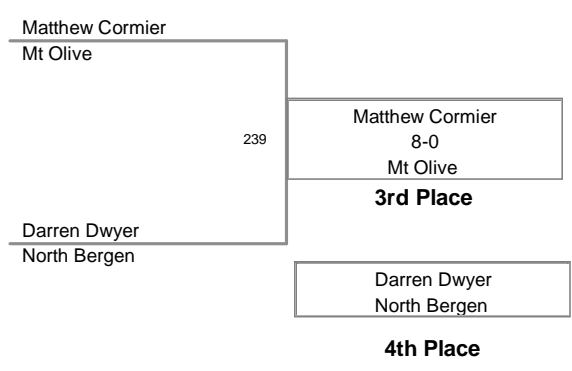 Matthew Cormier
Mt Olive
239
Matthew Cormier
8-0
Mt Olive
3rd Place
Darren Dwyer
North Bergen
Darren Dwyer
North Bergen
4th Place